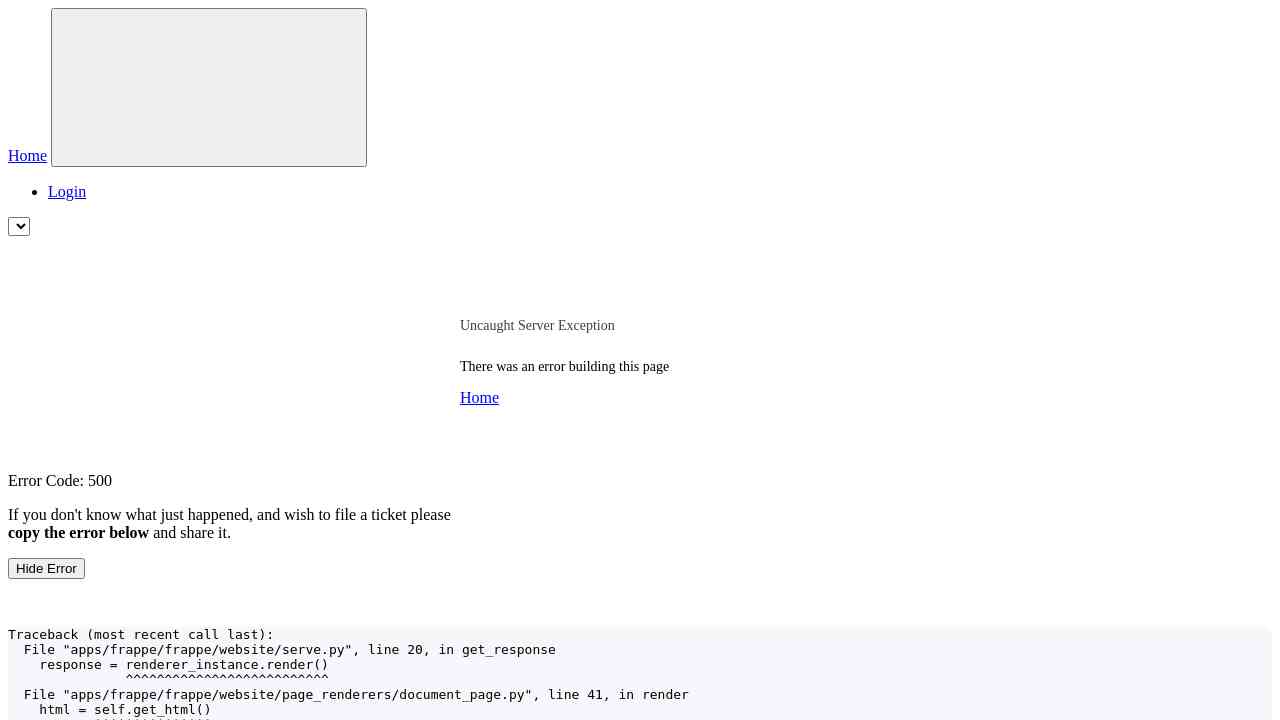 Home
Login
Uncaught Server Exception
There was an error building this page
Home
Error Code: 500
If you don't know what just happened, and wish to file a ticket please
copy the error below and share it.
Hide Error
Traceback (most recent call last):
  File "apps/frappe/frappe/website/serve.py", line 20, in get_response
    response = renderer_instance.render()
               ^^^^^^^^^^^^^^^^^^^^^^^^^^
  File "apps/frappe/frappe/website/page_renderers/document_page.py", line 41, in render
    html = self.get_html()
           ^^^^^^^^^^^^^^^